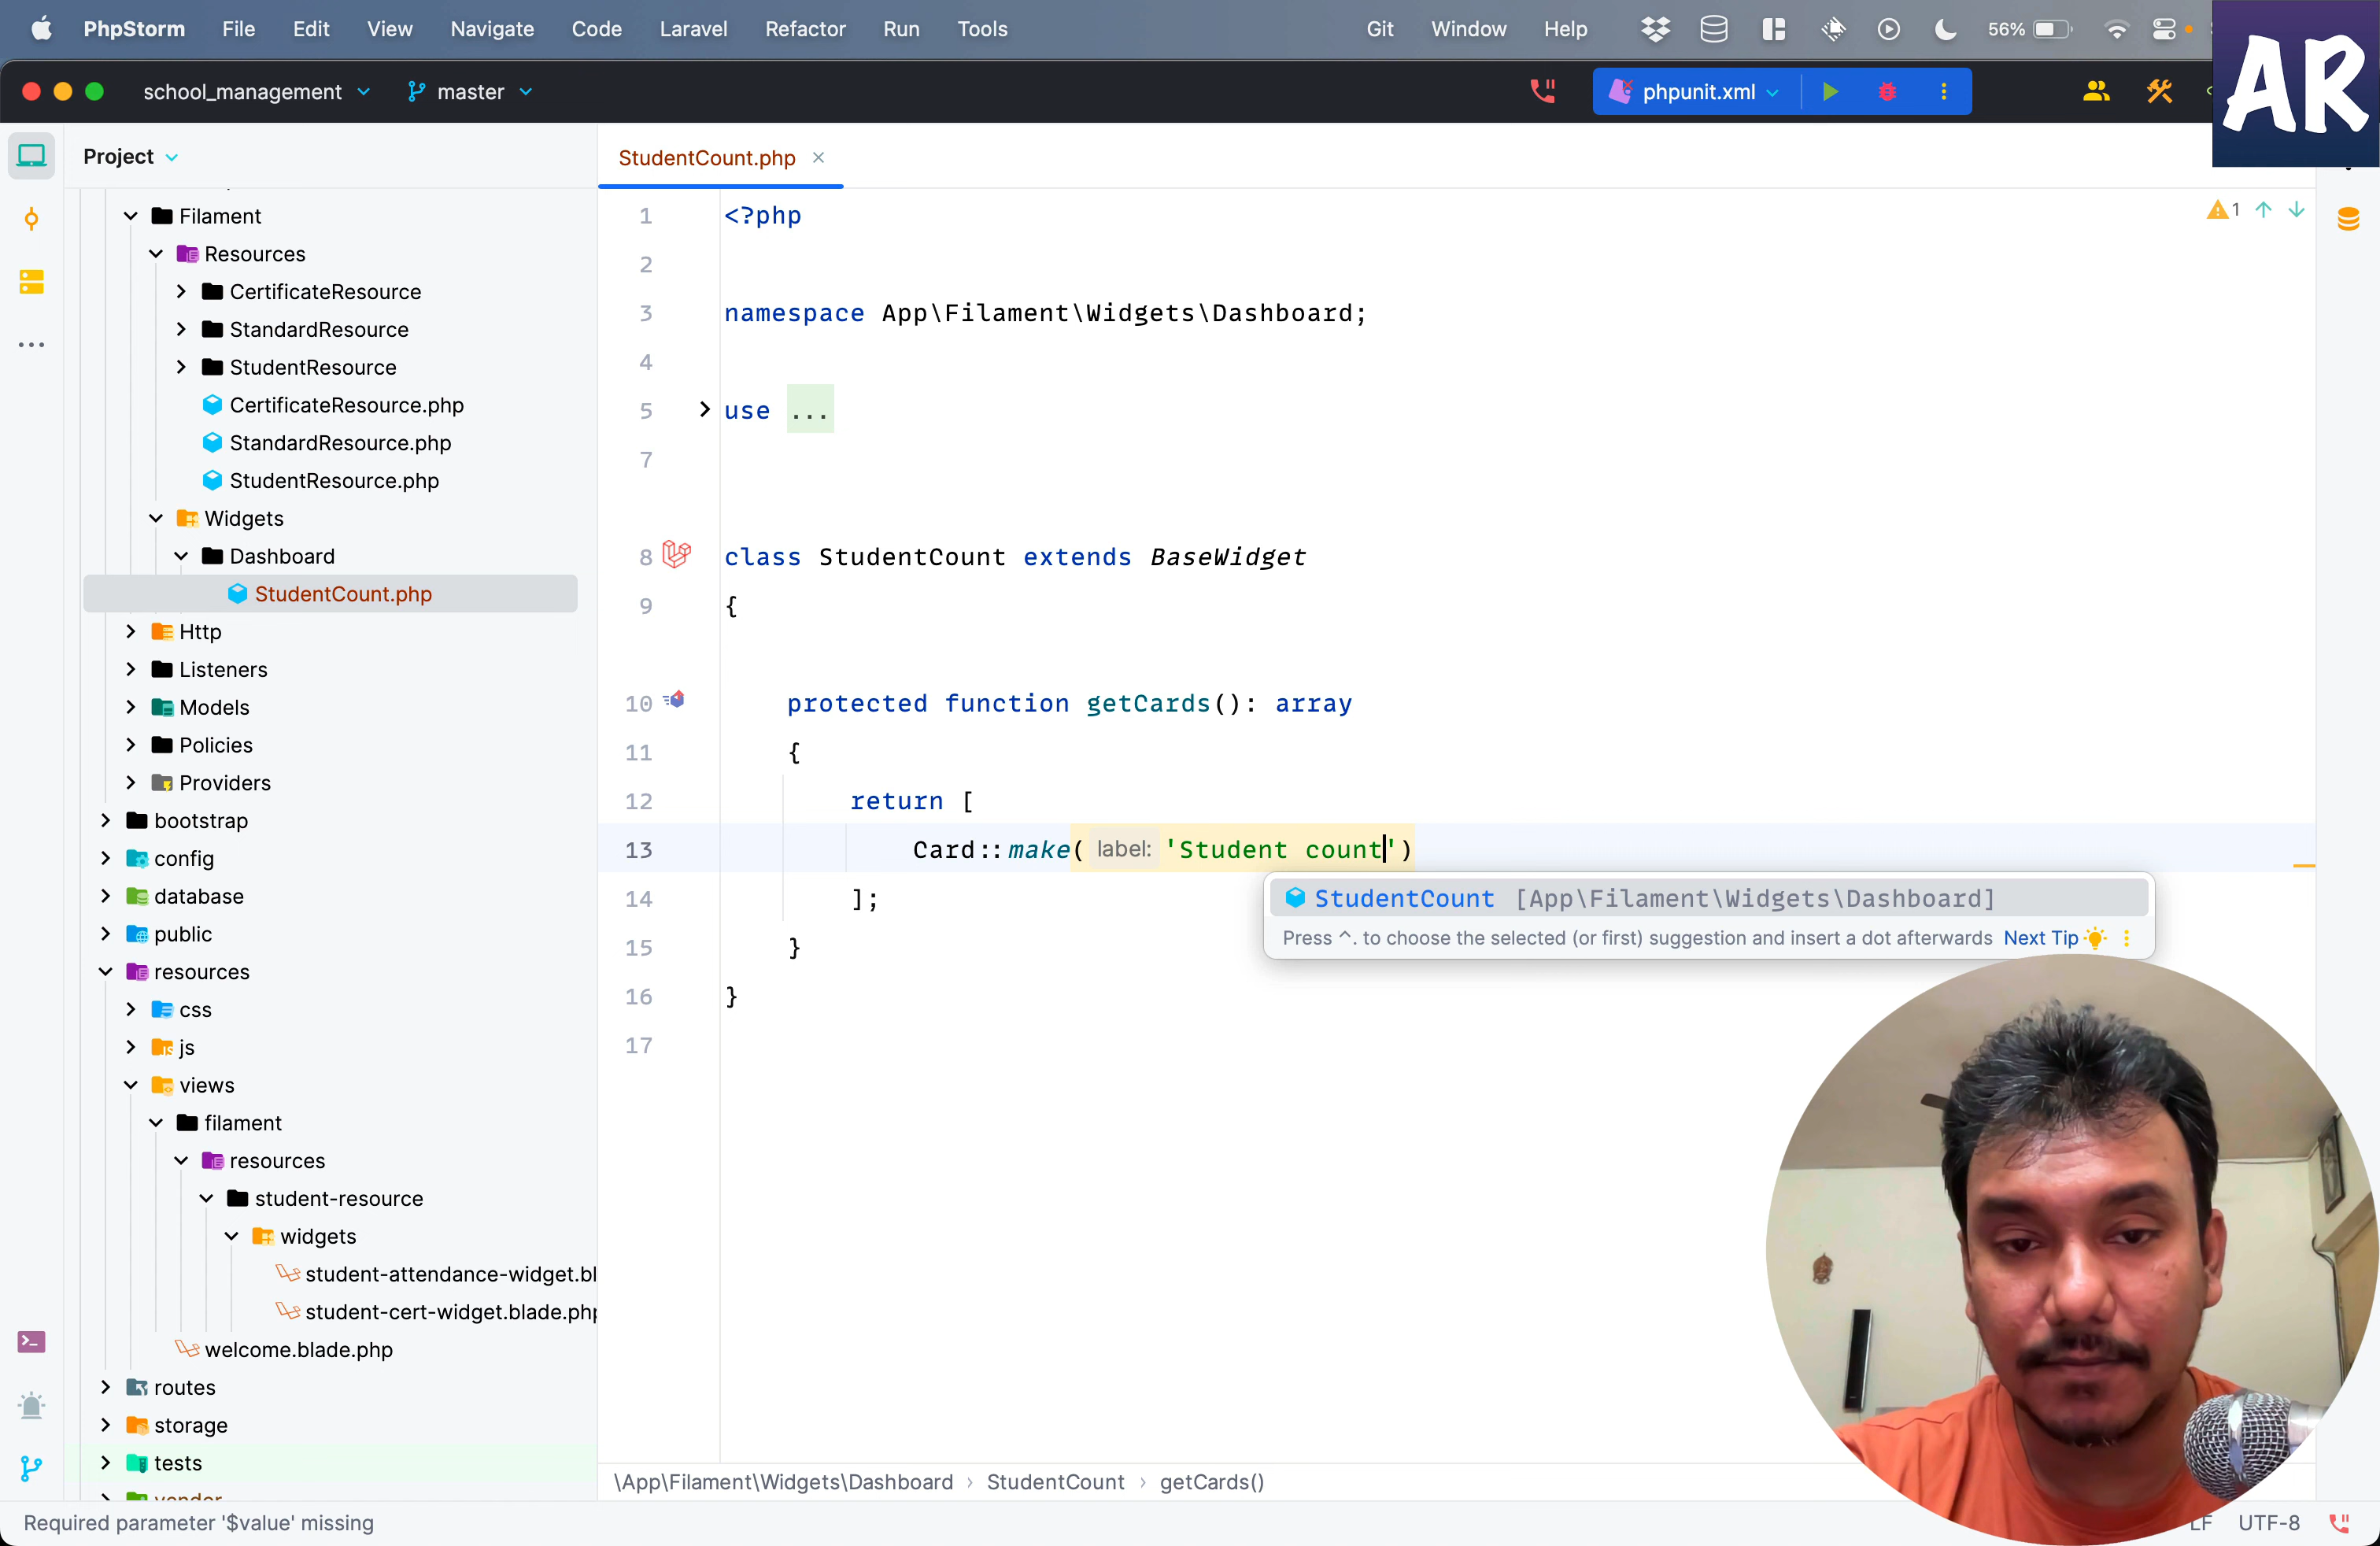 PhpStorm File Edit View Navigate Code Laravel Refactor Run Tools Git Window Help 56%
school_management master phpunit.xml
AR
Project
StudentCount.php
Filament
Resources
CertificateResource
StandardResource
StudentResource
CertificateResource.php
StandardResource.php
StudentResource.php
Widgets
Dashboard
StudentCount.php
Http
Listeners
Models
Policies
Providers
bootstrap
config
database
public
resources
css
js
views
filament
resources
student-resource
widgets
student-attendance-widget.bl
student-cert-widget.blade.php
welcome.blade.php
routes
storage
tests
vendor
1 <?php
2
3 namespace App\Filament\Widgets\Dashboard;
4
5 use ...
7
8 class StudentCount extends BaseWidget
9 {
10 protected function getCards(): array
11 {
12 return [
13 Card::make( label: 'Student count')
14 ];
15 }
16 }
17
1
StudentCount [App\Filament\Widgets\Dashboard]
Press ^. to choose the selected (or first) suggestion and insert a dot afterwards Next Tip
\App\Filament\Widgets\Dashboard › StudentCount › getCards()
Required parameter '$value' missing
LF UTF-8